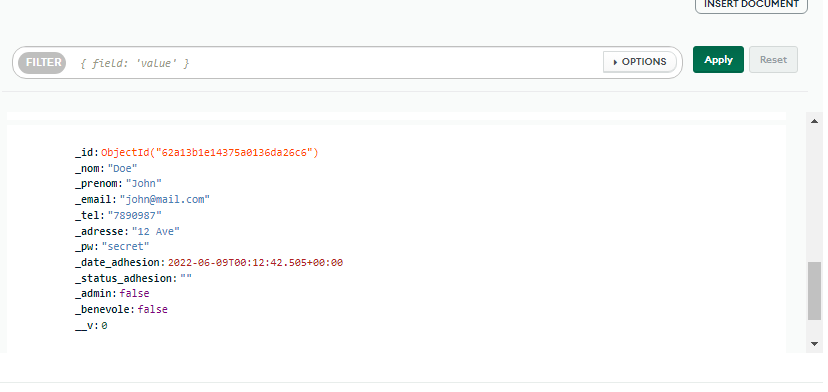 INSERT DOCUMENT
FILTER { field: 'value' } OPTIONS Apply Reset
_id: ObjectId("62a13b1e14375a0136da26c6")
_nom: "Doe"
_prenom: "John"
_email: "john@mail.com"
_tel: "7890987"
_adresse: "12 Ave"
_pw: "secret"
_date_adhesion: 2022-06-09T00:12:42.505+00:00
_status_adhesion: ""
_admin: false
_benevole: false
__v: 0